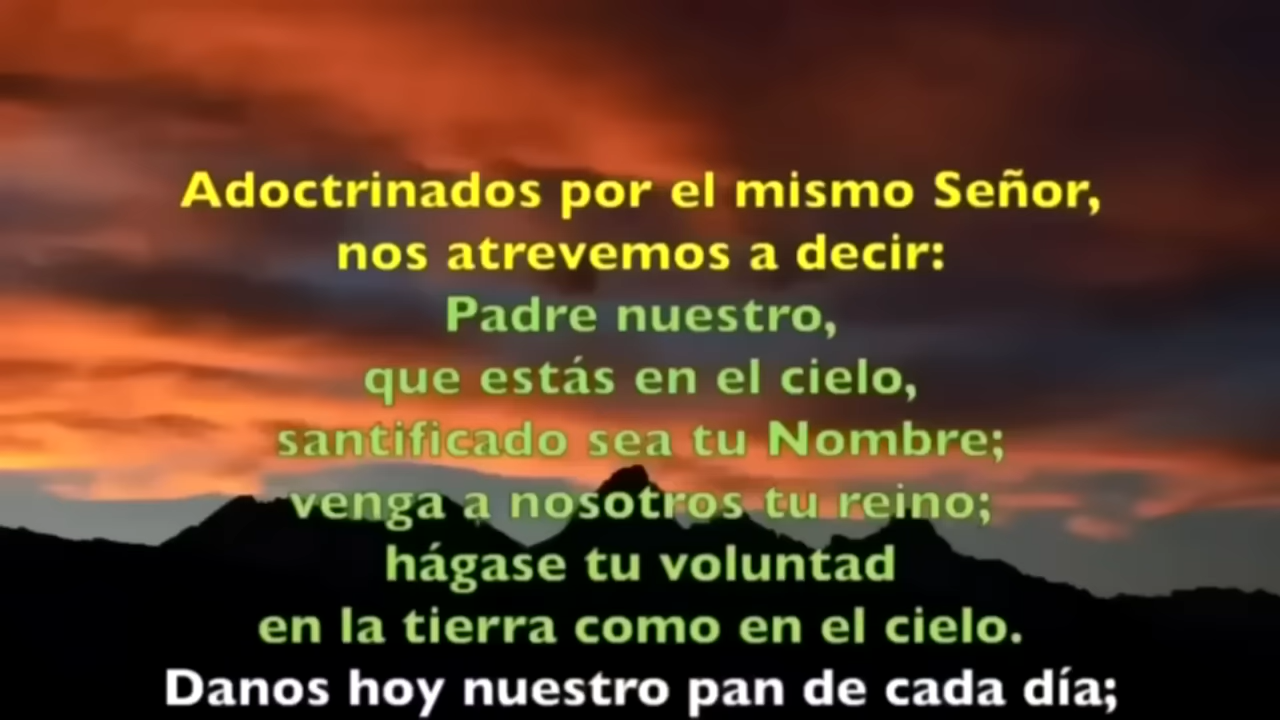 Adoctrinados por el mismo Señor,
nos atrevemos a decir:
Padre nuestro,
que estás en el cielo,
santificado sea tu Nombre;
venga a nosotros tu reino;
hágase tu voluntad
en la tierra como en el cielo.
Danos hoy nuestro pan de cada día;